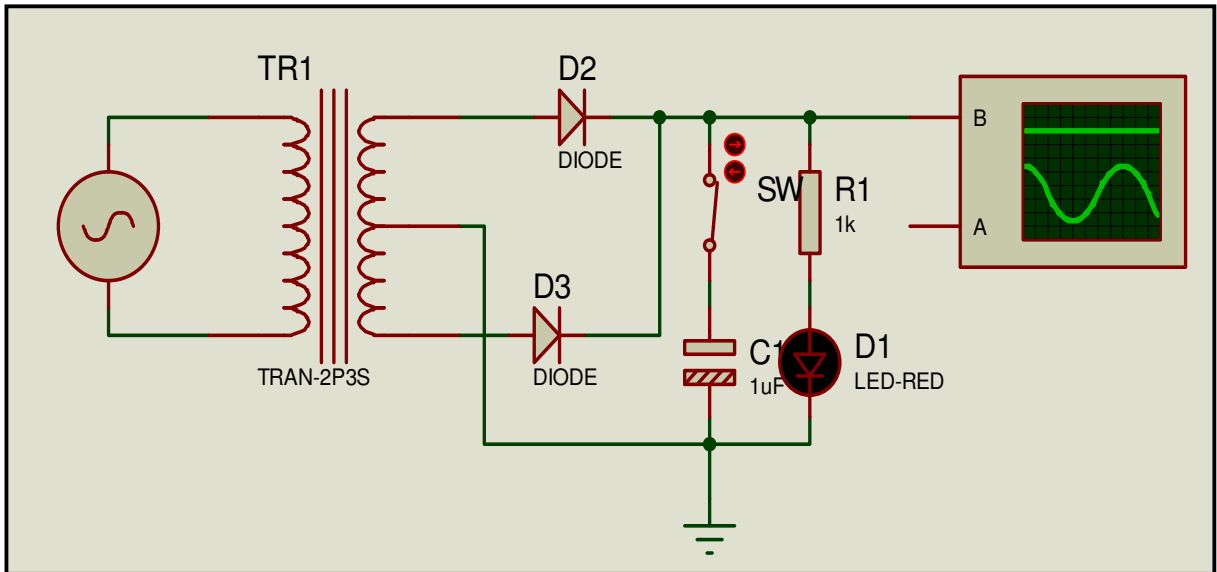 TR1
TRAN-2P3S
D2
DIODE
D3
DIODE
SW
R1
1k
C1
1uF
D1
LED-RED
B
A